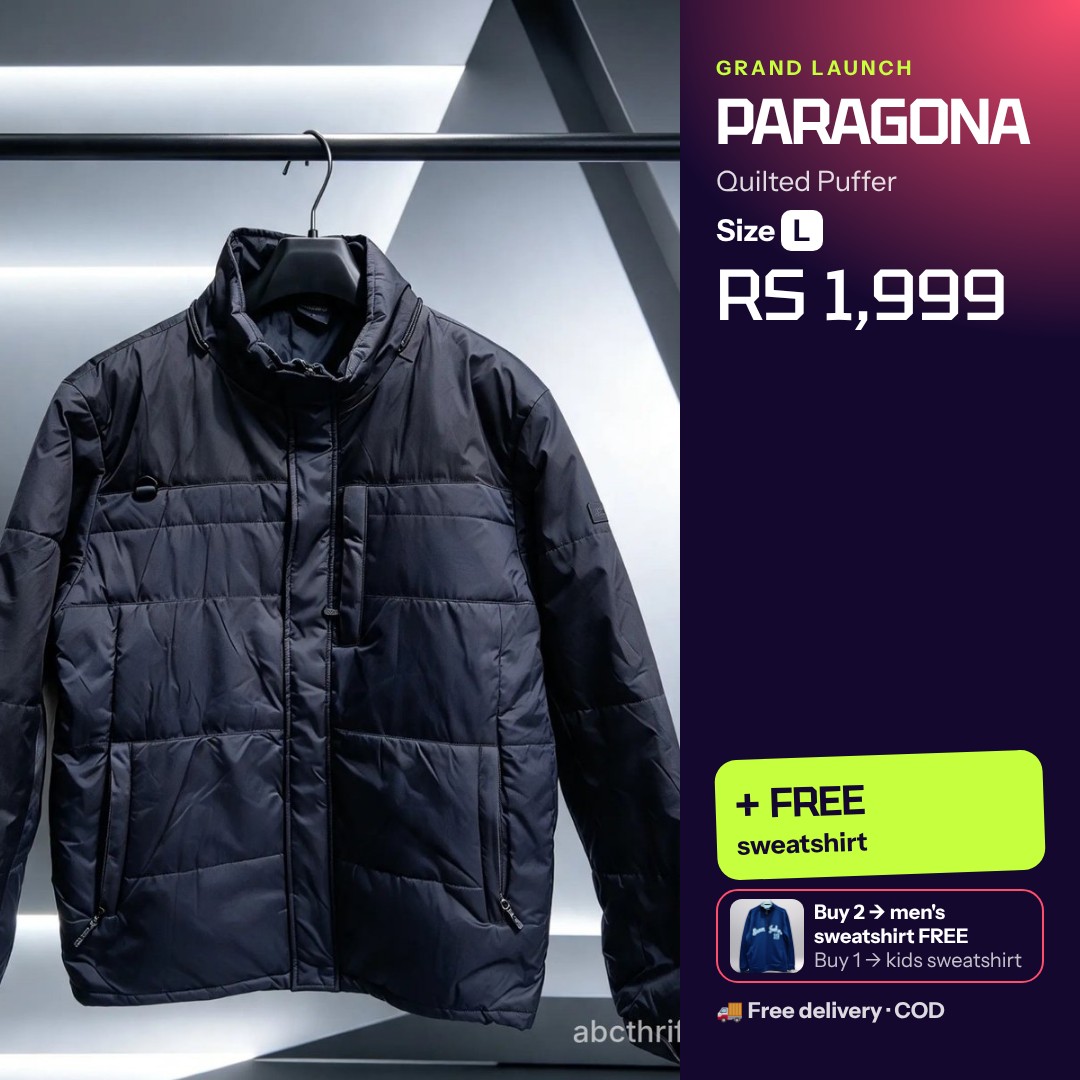 GRAND LAUNCH
PARAGONA
Quilted Puffer
Size L
RS 1,999
+ FREE
sweatshirt
Buy 2 → men's
sweatshirt FREE
Buy 1 → kids sweatshirt
🚚 Free delivery · COD
abcthrif